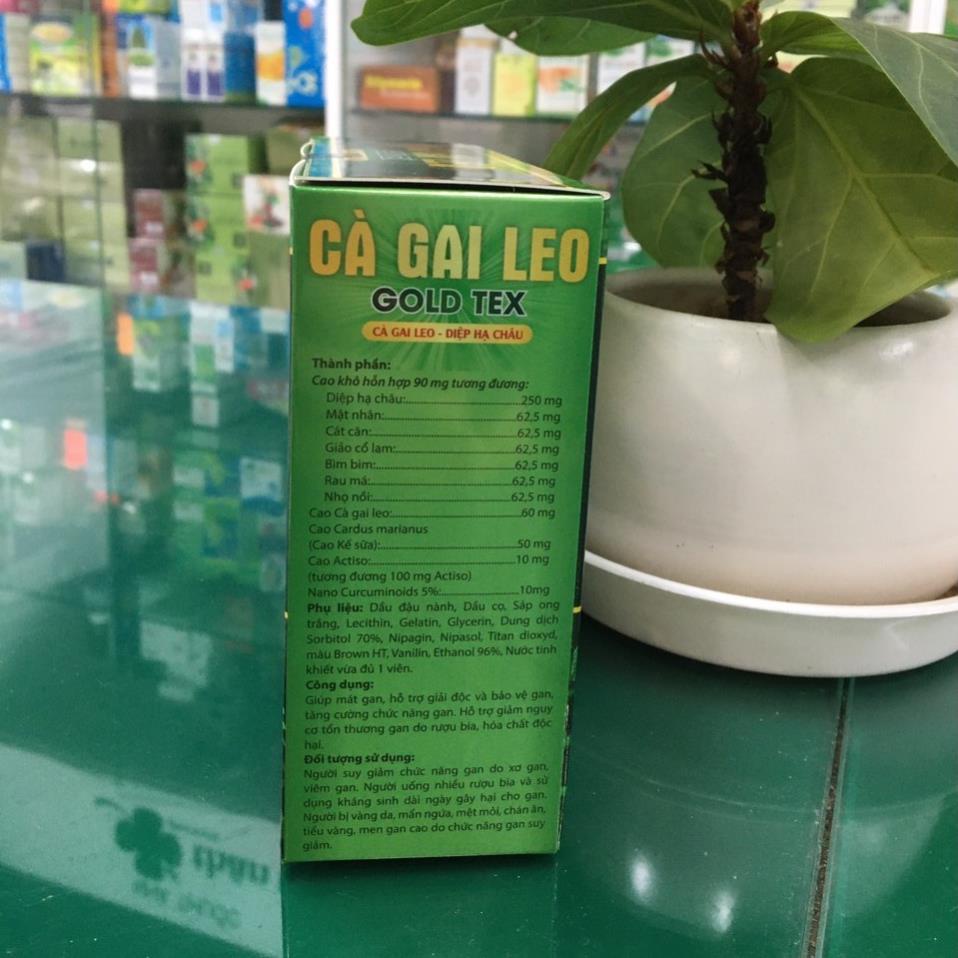 CÀ GAI LEO
GOLD TEX
CÀ GAI LEO - DIỆP HẠ CHÂU
Thành phần:
Cao khô hỗn hợp 90 mg tương đương:
Diệp hạ châu:..........250 mg
Mật nhân:..........62,5 mg
Cát căn:..........62,5 mg
Giảo cổ lam:..........62,5 mg
Bìm bìm:..........62,5 mg
Rau má:..........62,5 mg
Nhọ nồi:..........62,5 mg
Cao Cà gai leo:..........60 mg
Cao Cardus marianus
(Cao Kế sữa):..........50 mg
Cao Actiso:..........10 mg
(tương đương 100 mg Actiso)
Nano Curcuminoids 5%:..........10mg
Phụ liệu: Dầu đậu nành, Dầu cọ, Sáp ong
trắng, Lecithin, Gelatin, Glycerin, Dung dịch
Sorbitol 70%, Nipagin, Nipasol, Titan dioxyd,
màu Brown HT, Vanilin, Ethanol 96%, Nước tinh
khiết vừa đủ 1 viên.
Công dụng:
Giúp mát gan, hỗ trợ giải độc và bảo vệ gan,
tăng cường chức năng gan. Hỗ trợ giảm nguy
cơ tổn thương gan do rượu bia, hóa chất độc
hại.
Đối tượng sử dụng:
Người suy giảm chức năng gan do xơ gan,
viêm gan. Người uống nhiều rượu bia và sử
dụng kháng sinh dài ngày gây hại cho gan.
Người bị vàng da, mẩn ngứa, mệt mỏi, chán ăn,
tiểu vàng, men gan cao do chức năng gan suy
giảm.